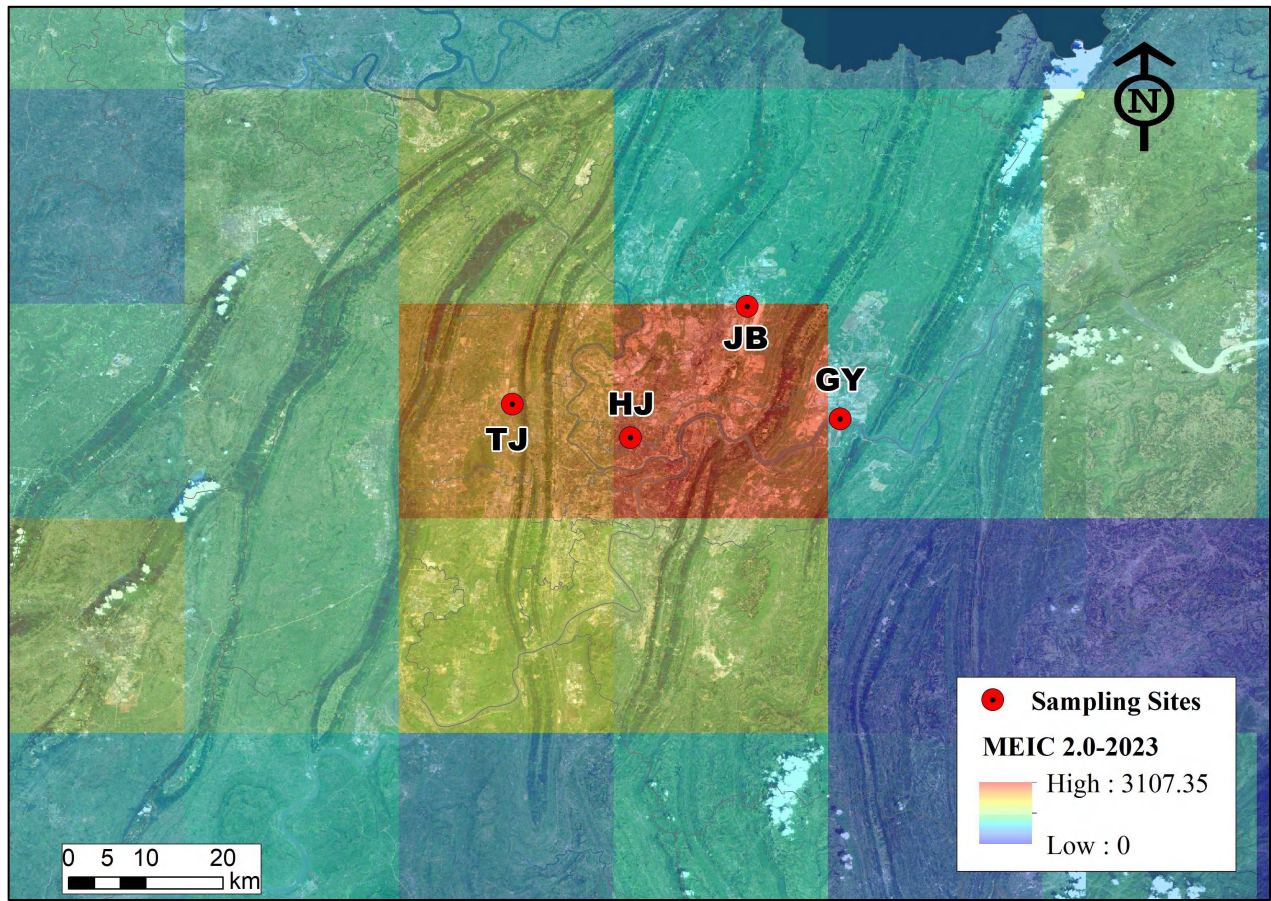 N
JB
GY
HJ
TJ
Sampling Sites
MEIC 2.0-2023
High : 3107.35
Low : 0
0 5 10 20
km